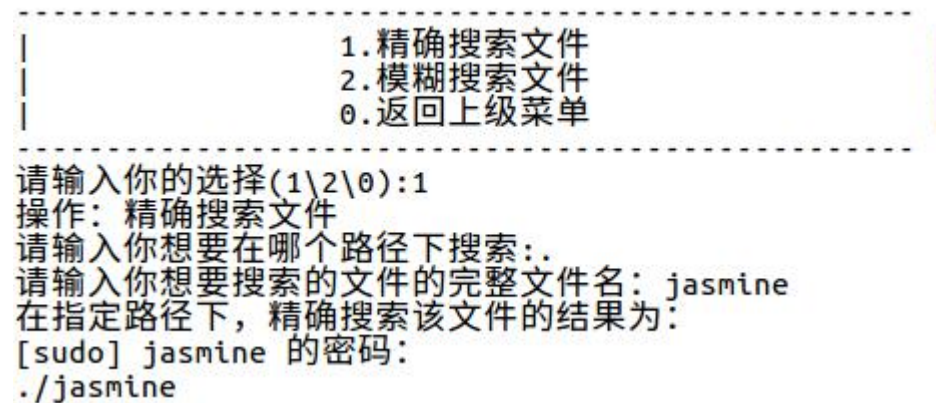 --------------------------------------------------
| 1.精确搜索文件
| 2.模糊搜索文件
| 0.返回上级菜单
--------------------------------------------------
请输入你的选择(1\2\0):1
操作：精确搜索文件
请输入你想要在哪个路径下搜索:.
请输入你想要搜索的文件的完整文件名：jasmine
在指定路径下，精确搜索该文件的结果为：
[sudo] jasmine 的密码：
./jasmine